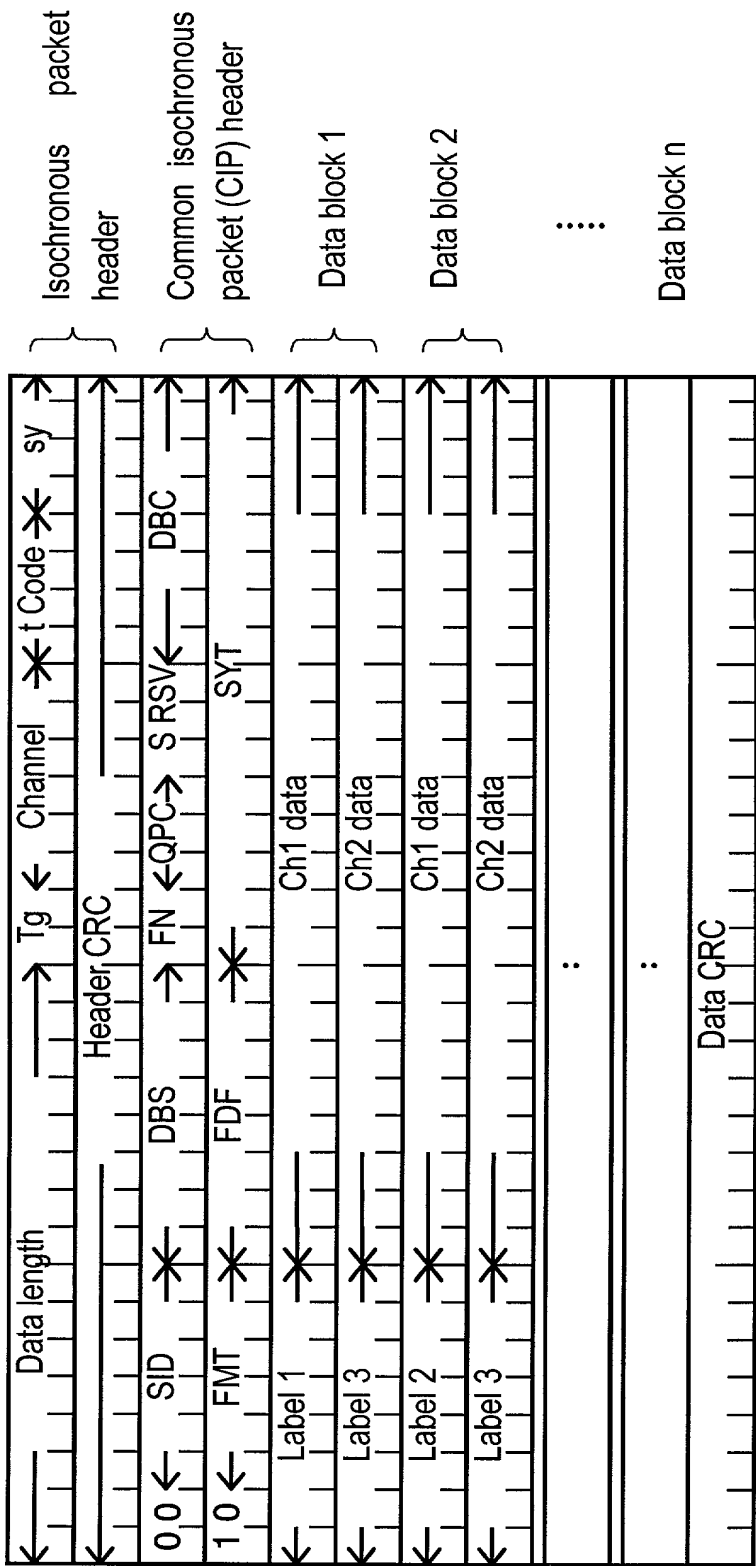 Data length Tg Channel t Code sy
Isochronous packet
header
Header CRC
0 0 SID DBS FN QPC S RSV DBC
Common isochronous
packet (CIP) header
1 0 FMT FDF SYT
Label 1 Ch1 data
Data block 1
Label 3 Ch2 data
Label 2 Ch1 data
Data block 2
Label 3 Ch2 data
Data block n
Data CRC